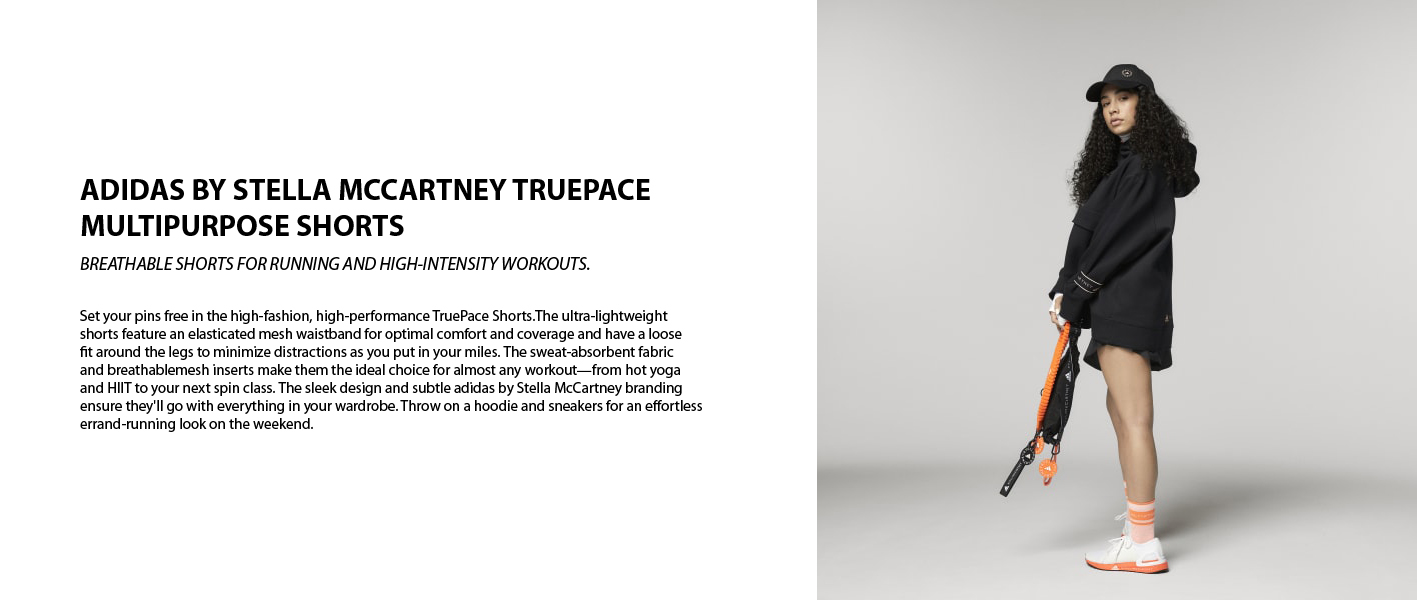 ADIDAS BY STELLA MCCARTNEY TRUEPACE
MULTIPURPOSE SHORTS
BREATHABLE SHORTS FOR RUNNING AND HIGH-INTENSITY WORKOUTS.
Set your pins free in the high-fashion, high-performance TruePace Shorts.The ultra-lightweight
shorts feature an elasticated mesh waistband for optimal comfort and coverage and have a loose
fit around the legs to minimize distractions as you put in your miles. The sweat-absorbent fabric
and breathablemesh inserts make them the ideal choice for almost any workout—from hot yoga
and HIIT to your next spin class. The sleek design and subtle adidas by Stella McCartney branding
ensure they'll go with everything in your wardrobe. Throw on a hoodie and sneakers for an effortless
errand-running look on the weekend.